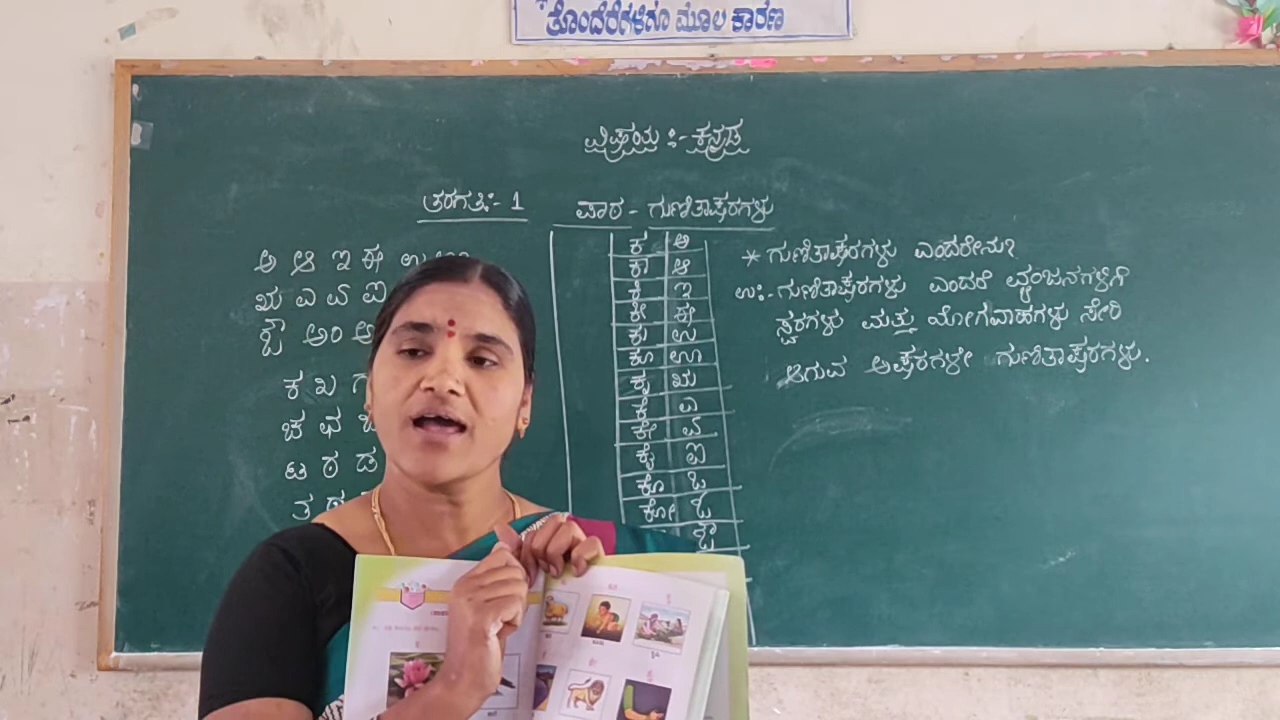 ತೊಂದರೆಗಳಿಗೂ ಮೂಲ ಕಾರಣ
ವಿಷಯ :- ಕನ್ನಡ
ತರಗತಿ:- 1
ಪಾಠ - ಗುಣಿತಾಕ್ಷರಗಳು
ಅ ಆ ಇ ಈ ಉ ಊ
ಋ ಎ ಏ ಐ
ಔ ಅಂ
ಕ ಖ
ಚ ಛ
ಟ ಠ ಡ
ತ ಥ
ಕ ಅ
ಕಾ ಆ
ಕಿ ಇ
ಕೀ ಈ
ಕು ಉ
ಕೂ ಊ
ಕೃ ಋ
ಕೆ ಎ
ಕೇ ಏ
ಕೈ ಐ
ಕೊ ಒ
ಕೋ ಓ
ಔ
* ಗುಣಿತಾಕ್ಷರಗಳು ಎಂದರೇನು?
ಉ:- ಗುಣಿತಾಕ್ಷರಗಳು ಎಂದರೆ ವ್ಯಂಜನಗಳಿಗೆ
ಸ್ವರಗಳು ಮತ್ತು ಯೋಗವಾಹಗಳು ಸೇರಿ
ಆಗುವ ಅಕ್ಷರಗಳೇ ಗುಣಿತಾಕ್ಷರಗಳು.